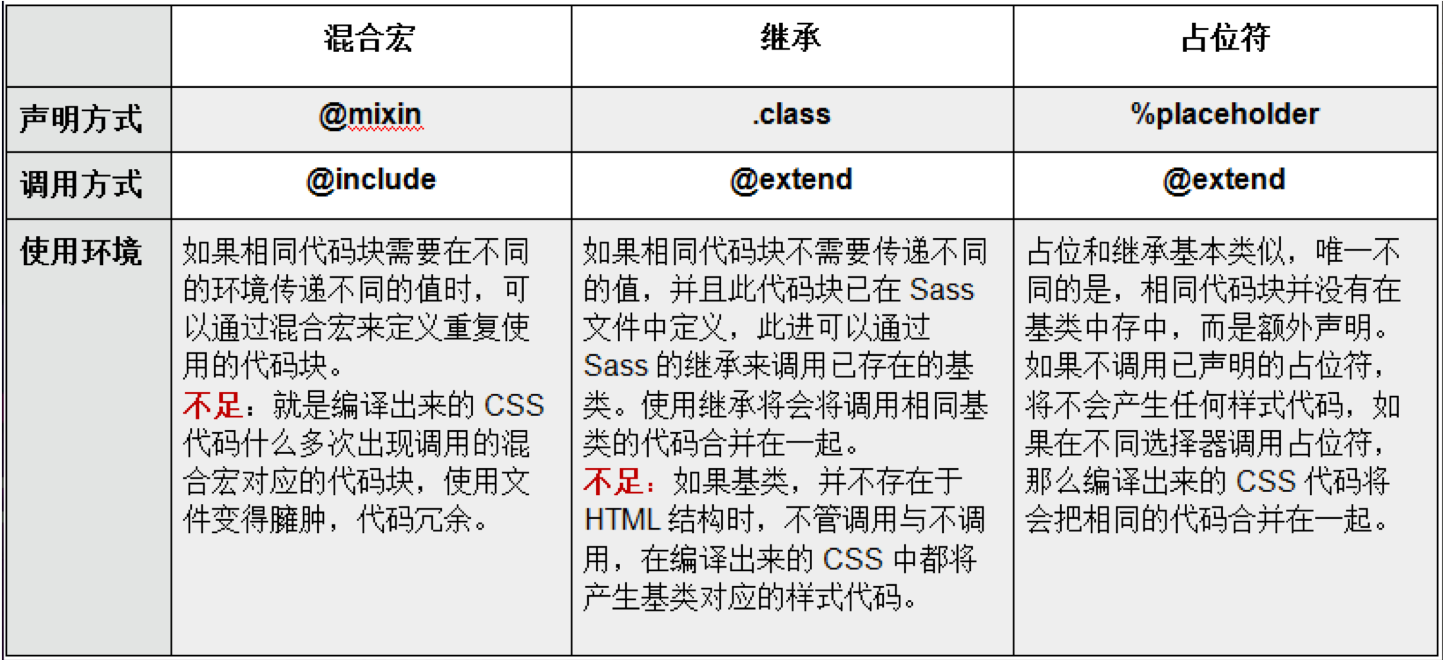 混合宏
继承
占位符
声明方式
@mixin
.class
%placeholder
调用方式
@include
@extend
@extend
使用环境
如果相同代码块需要在不同
的环境传递不同的值时，可
以通过混合宏来定义重复使
用的代码块。
不足：就是编译出来的 CSS
代码什么多次出现调用的混
合宏对应的代码块，使用文
件变得臃肿，代码冗余。
如果相同代码块不需要传递不同
的值，并且此代码块已在 Sass
文件中定义，此进可以通过
Sass 的继承来调用已存在的基
类。使用继承将会将调用相同基
类的代码合并在一起。
不足：如果基类，并不存在于
HTML 结构时，不管调用与不调
用，在编译出来的 CSS 中都将
产生基类对应的样式代码。
占位和继承基本类似，唯一不
同的是，相同代码块并没有在
基类中存中，而是额外声明。
如果不调用已声明的占位符，
将不会产生任何样式代码，如
果在不同选择器调用占位符，
那么编译出来的 CSS 代码将
会把相同的代码合并在一起。